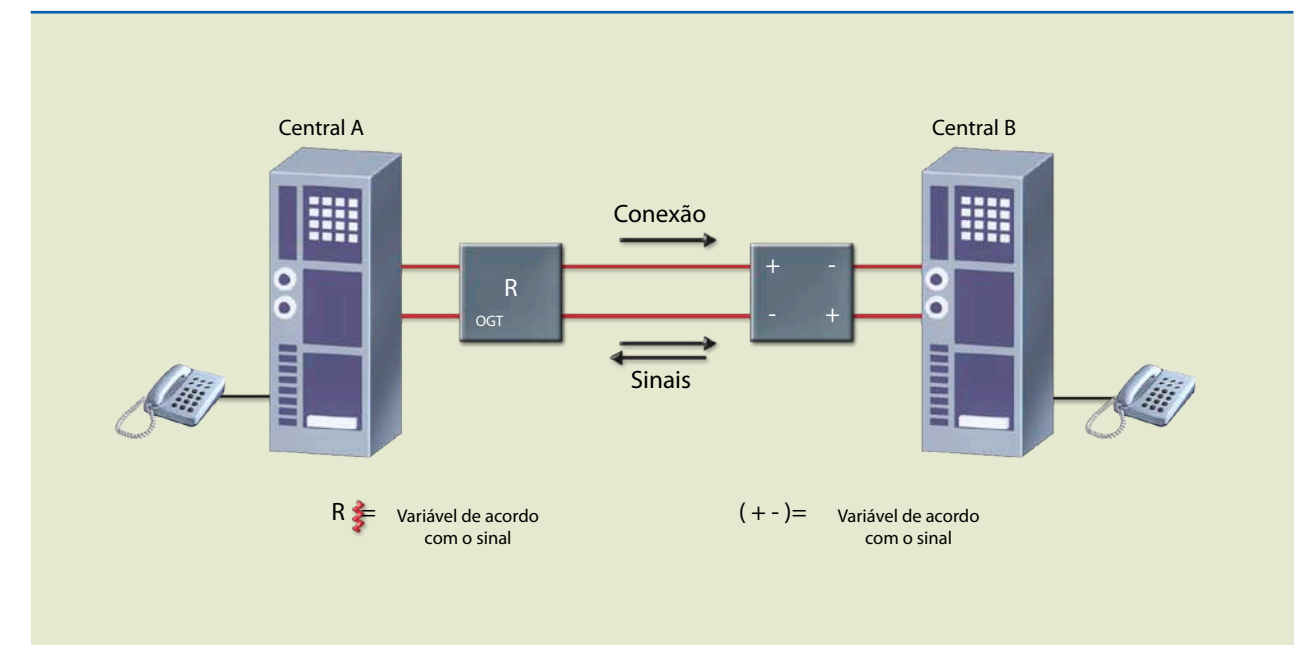 Central A
Central B
Conexão
R
OGT
+ -
- +
Sinais
R =
Variável de acordo
com o sinal
( + - )=
Variável de acordo
com o sinal